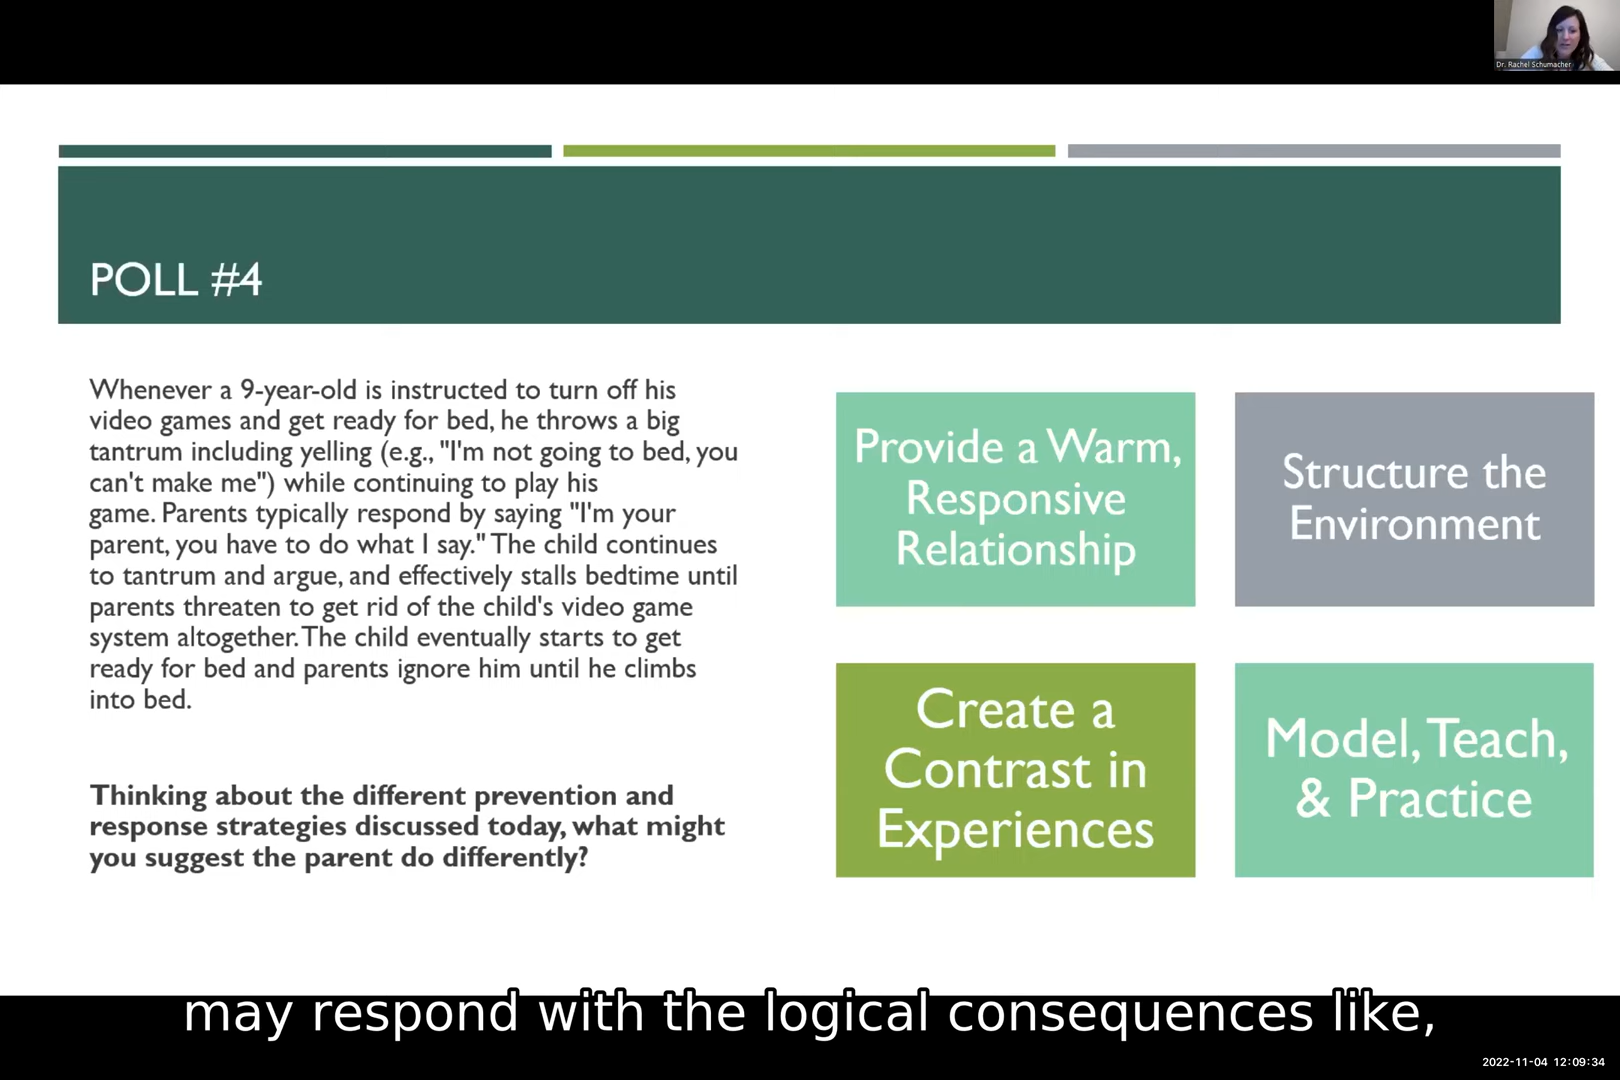 Dr. Rachel Schumacher
POLL #4
Whenever a 9-year-old is instructed to turn off his
video games and get ready for bed, he throws a big
tantrum including yelling (e.g., "I'm not going to bed, you
can't make me") while continuing to play his
game. Parents typically respond by saying "I'm your
parent, you have to do what I say." The child continues
to tantrum and argue, and effectively stalls bedtime until
parents threaten to get rid of the child's video game
system altogether. The child eventually starts to get
ready for bed and parents ignore him until he climbs
into bed.
Thinking about the different prevention and
response strategies discussed today, what might
you suggest the parent do differently?
Provide a Warm,
Responsive
Relationship
Structure the
Environment
Create a
Contrast in
Experiences
Model, Teach,
& Practice
may respond with the logical consequences like,
2022-11-04 12:09:34